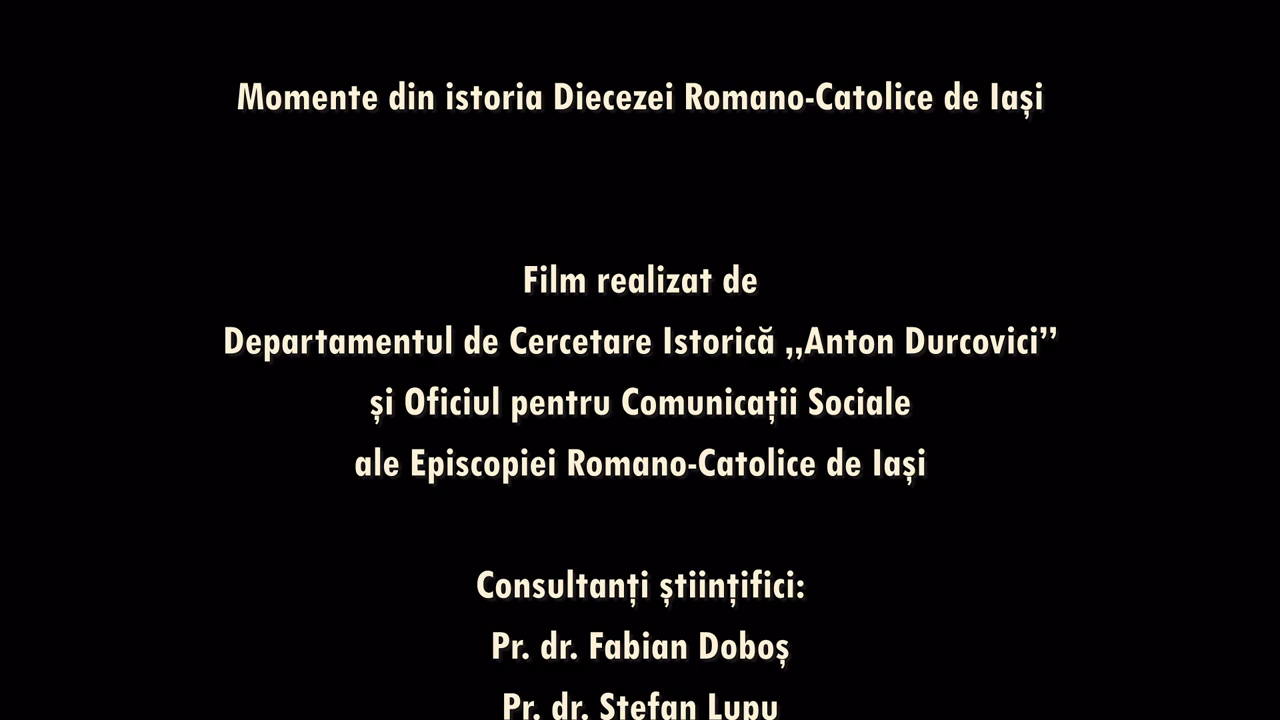 Momente din istoria Diecezei Romano-Catolice de Iași
Film realizat de
Departamentul de Cercetare Istorică „Anton Durcovici”
și Oficiul pentru Comunicații Sociale
ale Episcopiei Romano-Catolice de Iași
Consultanți științifici:
Pr. dr. Fabian Doboș
Pr. dr. Ștefan Lupu